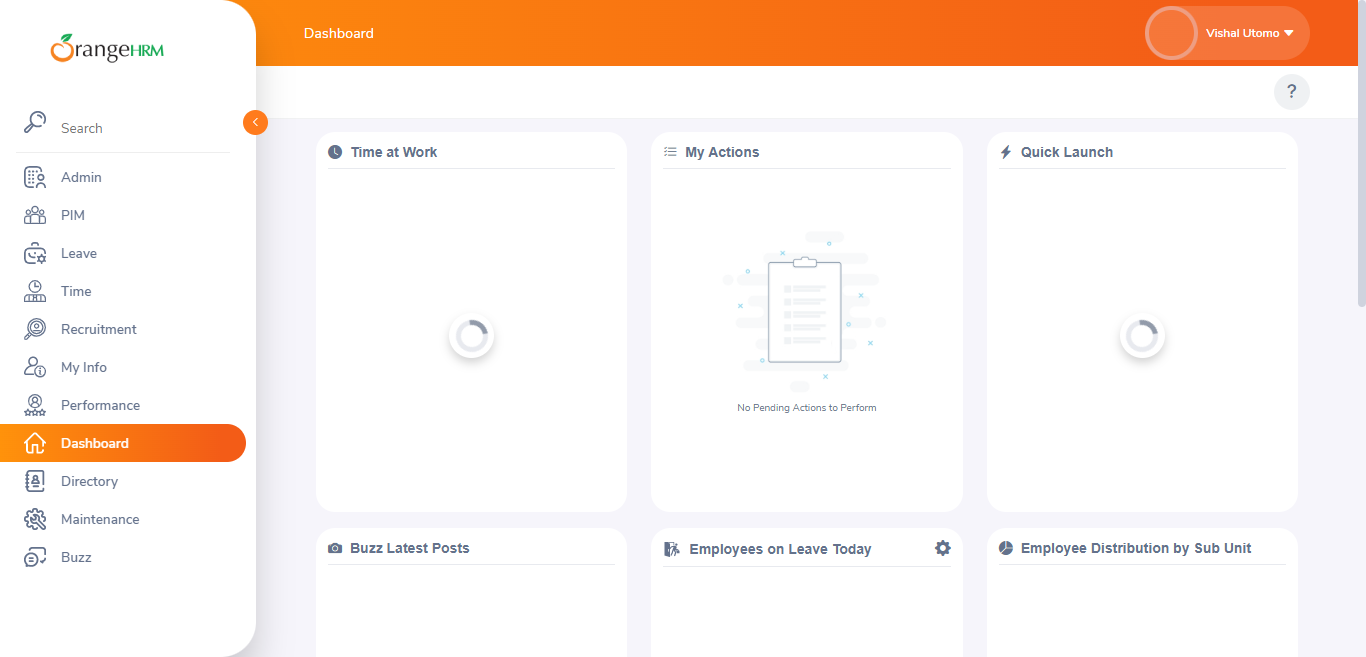 OrangeHRM
Dashboard
Vishal Utomo
?
Search
Admin
PIM
Leave
Time
Recruitment
My Info
Performance
Dashboard
Directory
Maintenance
Buzz
Time at Work
My Actions
No Pending Actions to Perform
Quick Launch
Buzz Latest Posts
Employees on Leave Today
Employee Distribution by Sub Unit